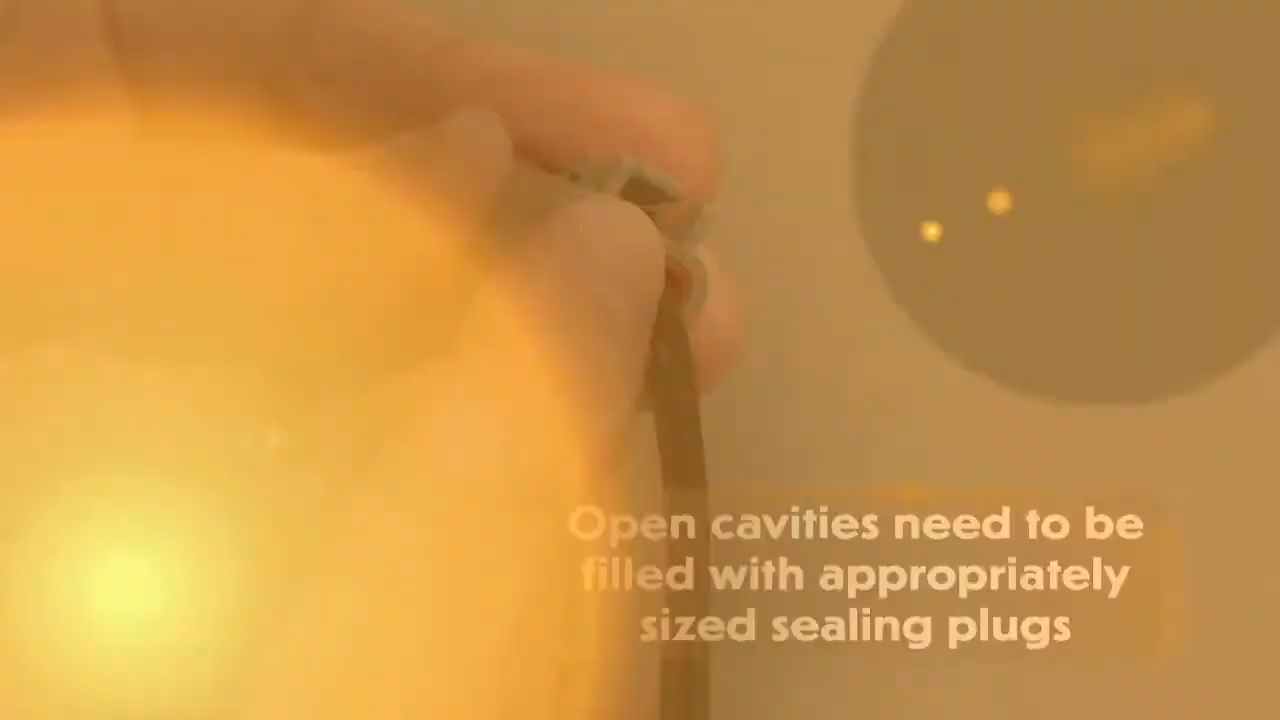 Open cavities need to be
filled with appropriately
sized sealing plugs